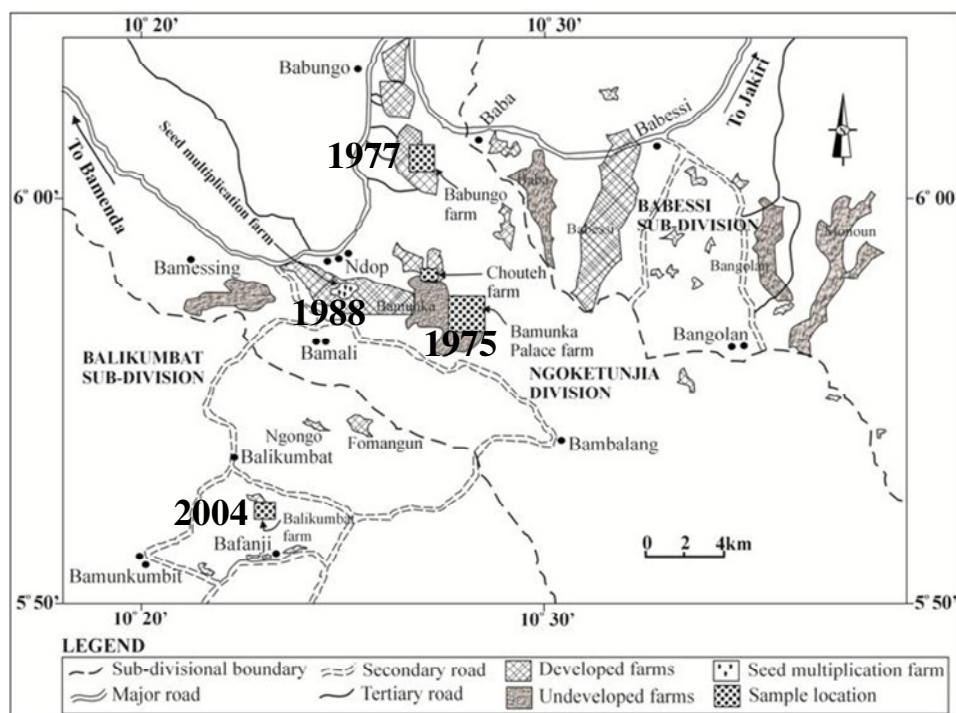 10° 20
10° 30
Babungo
Baba
Babessi
To Jakiri
To Bamenda
Seed multiplication farm
1977
Babungo
farm
6° 00
6° 00
Baba
Babessi
BABESSI
SUB-DIVISION
Monoun
Bangolan
Bamessing
Ndop
Chouteh
farm
Bamunka
1988
1975
Bamunka
Palace farm
Bamali
Bangolan
BALIKUMBAT
SUB-DIVISION
NGOKETUNJIA
DIVISION
Ngongo
Fomangun
Bambalang
Balikumbat
2004
Balikumbat
farm
Bafanji
Bamunkumbit
0 2 4km
5° 50
5° 50
10° 20
10° 30
LEGEND
Sub-divisional boundary
Secondary road
Developed farms
Seed multiplication farm
Major road
Tertiary road
Undeveloped farms
Sample location